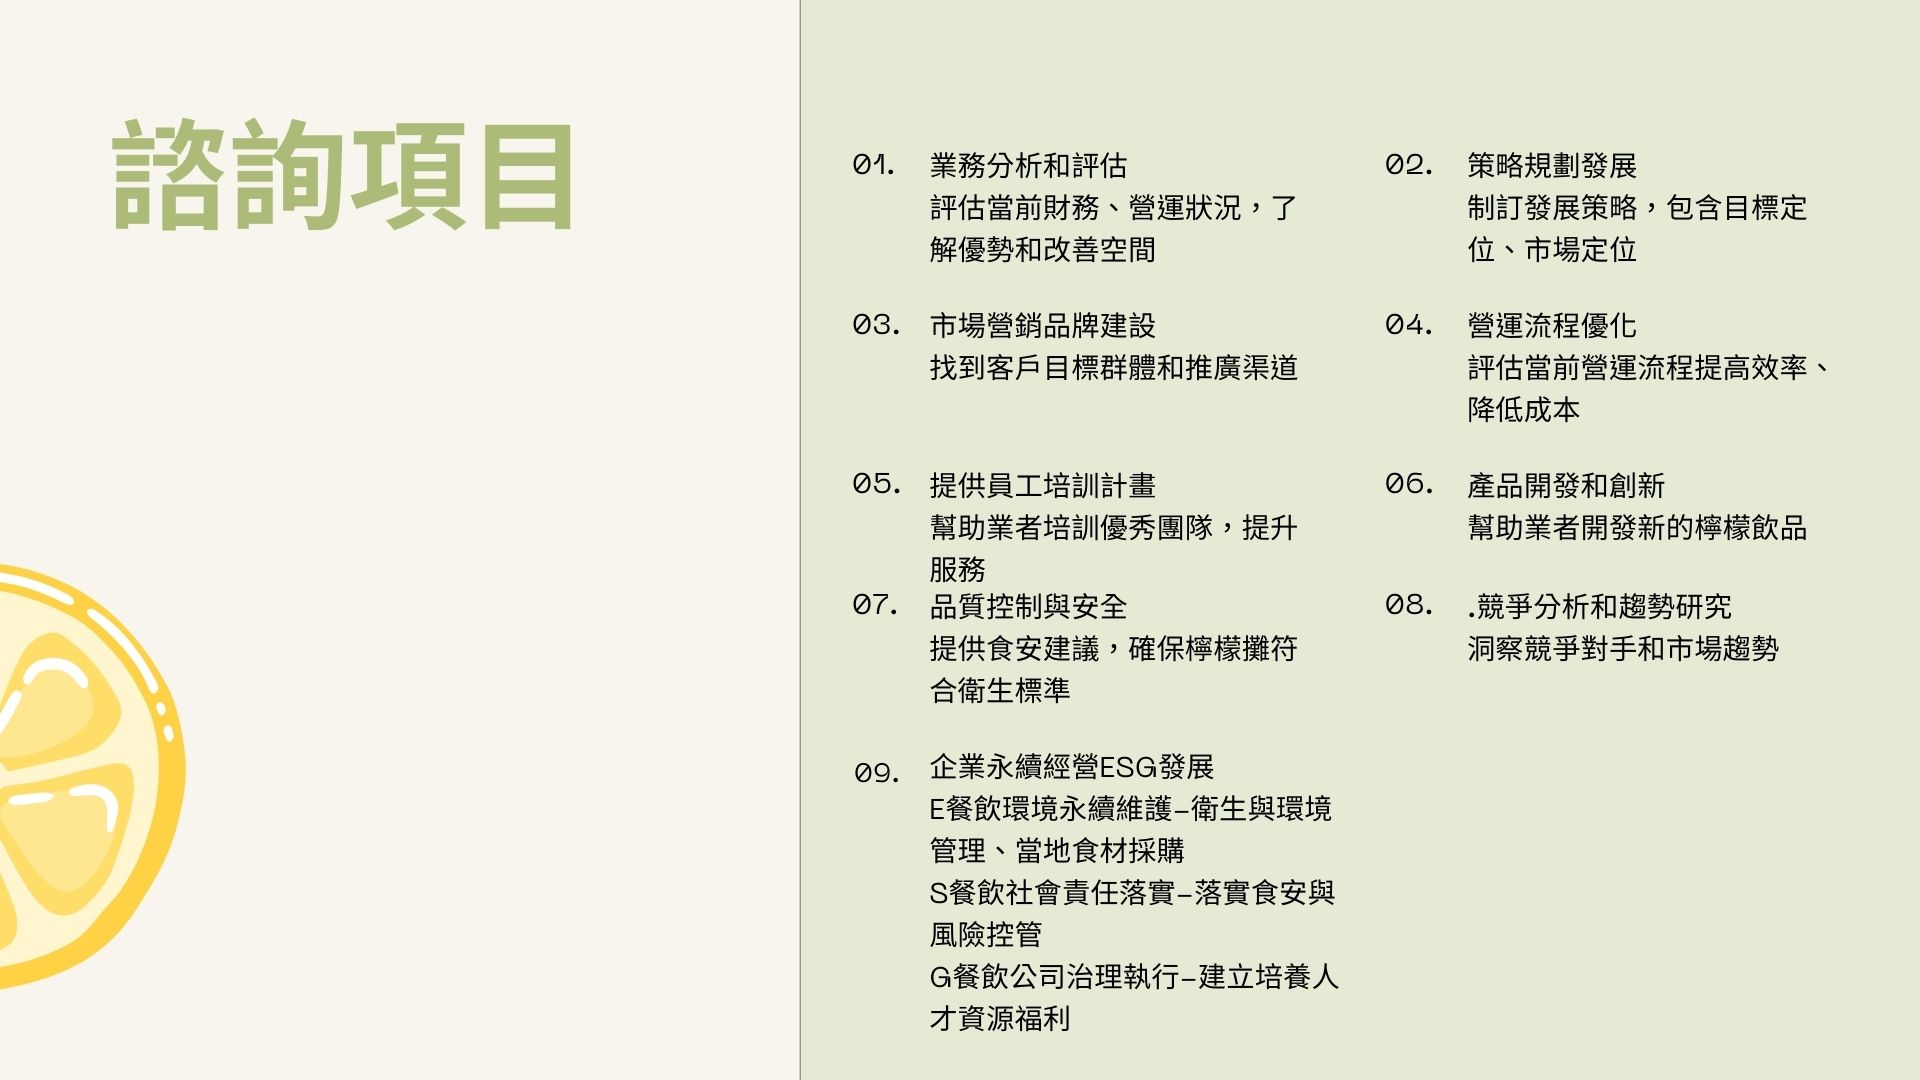 諮詢項目
01. 業務分析和評估
評估當前財務、營運狀況，了
解優勢和改善空間
02. 策略規劃發展
制訂發展策略，包含目標定
位、市場定位
03. 市場營銷品牌建設
找到客戶目標群體和推廣渠道
04. 營運流程優化
評估當前營運流程提高效率、
降低成本
05. 提供員工培訓計畫
幫助業者培訓優秀團隊，提升
服務
06. 產品開發和創新
幫助業者開發新的檸檬飲品
07. 品質控制與安全
提供食安建議，確保檸檬攤符
合衛生標準
08. .競爭分析和趨勢研究
洞察競爭對手和市場趨勢
09. 企業永續經營ESG發展
E餐飲環境永續維護–衛生與環境
管理、當地食材採購
S餐飲社會責任落實–落實食安與
風險控管
G餐飲公司治理執行–建立培養人
才資源福利